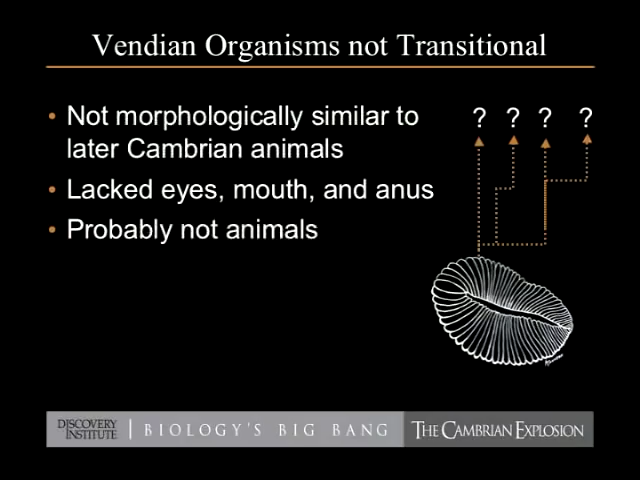 Vendian Organisms not Transitional
• Not morphologically similar to
later Cambrian animals
• Lacked eyes, mouth, and anus
• Probably not animals
? ? ? ?
DISCOVERY
INSTITUTE
BIOLOGY'S BIG BANG
THE CAMBRIAN EXPLOSION